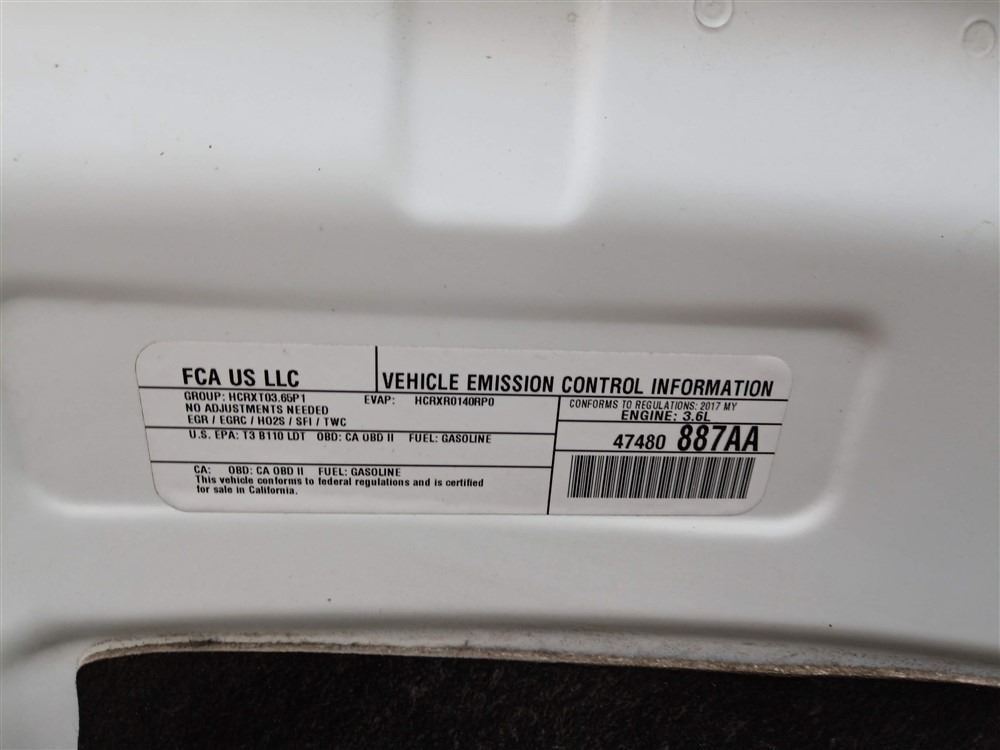 FCA US LLC
VEHICLE EMISSION CONTROL INFORMATION
GROUP: HCRXT03.65P1
EVAP: HCRXR0140RP0
NO ADJUSTMENTS NEEDED
EGR / EGRC / HO2S / SFI / TWC
CONFORMS TO REGULATIONS: 2017 MY
ENGINE: 3.6L
U.S. EPA: T3 B110 LDT OBD: CA OBD II FUEL: GASOLINE
47480 887AA
CA: OBD: CA OBD II FUEL: GASOLINE
This vehicle conforms to federal regulations and is certified
for sale in California.